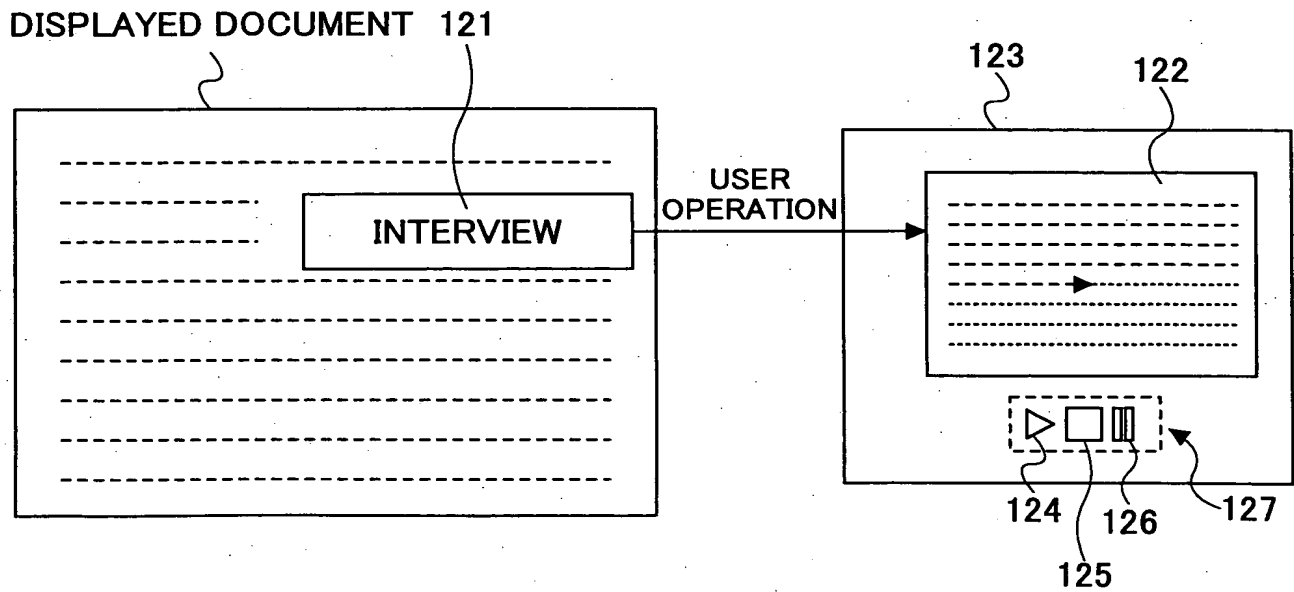 DISPLAYED DOCUMENT 121
123
122
USER
OPERATION
INTERVIEW
124
126
127
125